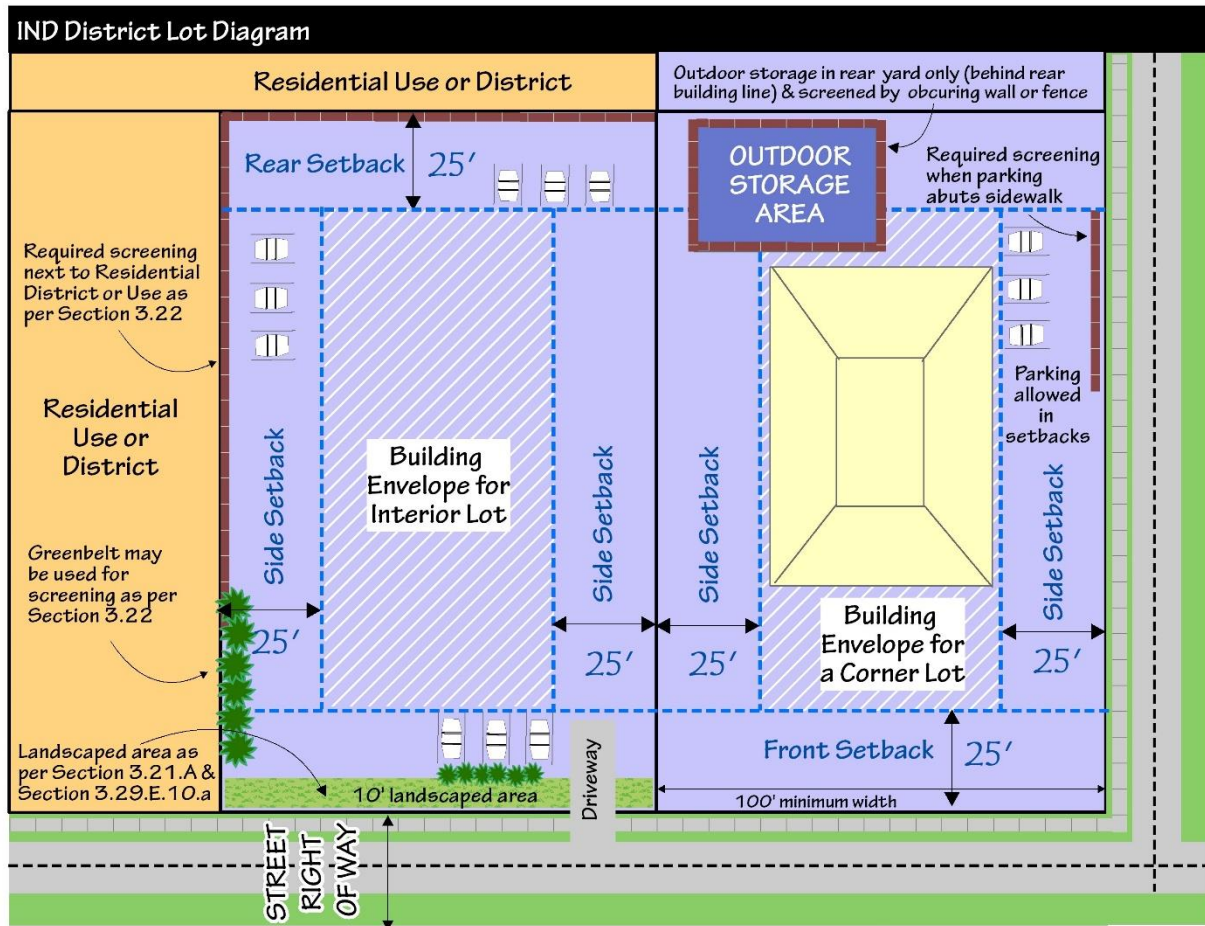 IND District Lot Diagram
Residential Use or District
Outdoor storage in rear yard only (behind rear
building line) & screened by obcuring wall or fence
Rear Setback 25'
OUTDOOR
STORAGE
AREA
Required screening
when parking
abuts sidewalk
Required screening
next to Residential
District or Use as
per Section 3.22
Residential
Use or
District
Side Setback
Building
Envelope for
Interior Lot
Side Setback
Side Setback
Parking
allowed
in
setbacks
Side Setback
Greenbelt may
be used for
screening as per
Section 3.22
25'
25'
25'
Building
Envelope for
a Corner Lot
25'
Landscaped area as
per Section 3.21.A &
Section 3.29.E.10.a
10' landscaped area
Driveway
Front Setback 25'
100' minimum width
STREET
RIGHT
OF WAY